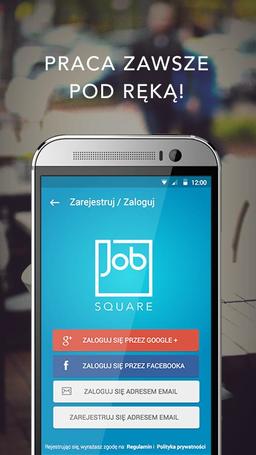 PRACA ZAWSZE
POD RĘKĄ!
12:00
← Zarejestruj / Zaloguj
Job
SQUARE
g+ ZALOGUJ SIĘ PRZEZ GOOGLE +
f ZALOGUJ SIĘ PRZEZ FACEBOOKA
ZALOGUJ SIĘ ADRESEM EMAIL
ZAREJESTRUJ SIĘ ADRESEM EMAIL
Rejestrując się, wyrażasz zgodę na Regulamin i Polityka prywatności